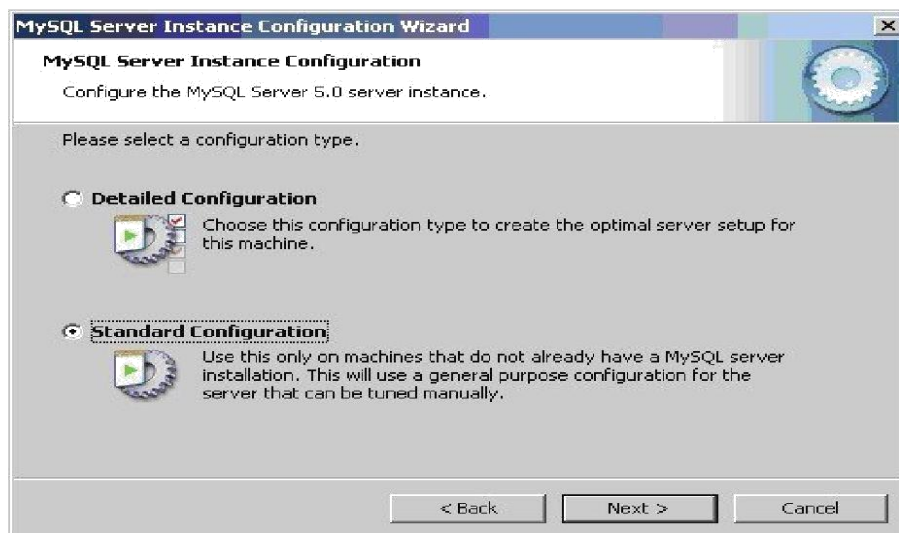 MySQL Server Instance Configuration Wizard
MySQL Server Instance Configuration
Configure the MySQL Server 5.0 server instance.
Please select a configuration type.
Detailed Configuration
Choose this configuration type to create the optimal server setup for
this machine.
Standard Configuration
Use this only on machines that do not already have a MySQL server
installation. This will use a general purpose configuration for the
server that can be tuned manually.
< Back
Next >
Cancel